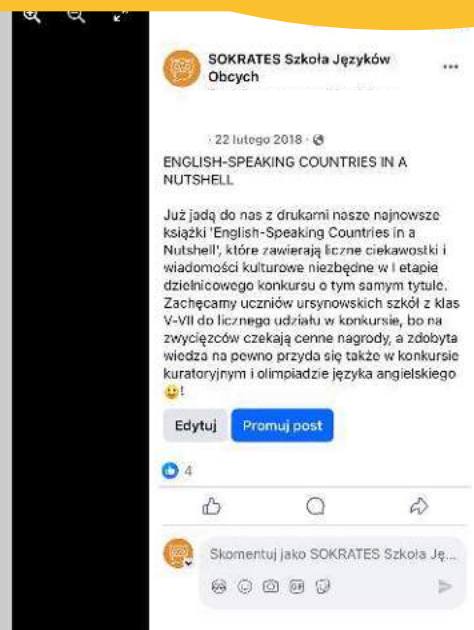 SOKRATES Szkoła Języków
Obcych
· 22 lutego 2018 ·
ENGLISH-SPEAKING COUNTRIES IN A
NUTSHELL
Już jadą do nas z drukarni nasze najnowsze
książki 'English-Speaking Countries in a
Nutshell', które zawierają liczne ciekawostki i
wiadomości kulturowe niezbędne w I etapie
dzielnicowego konkursu o tym samym tytule.
Zachęcamy uczniów ursynowskich szkół z klas
V-VII do licznego udziału w konkursie, bo na
zwycięzców czekają cenne nagrody, a zdobyta
wiedza na pewno przyda się także w konkursie
kuratoryjnym i olimpiadzie języka angielskiego
🙂!
Edytuj Promuj post
4
Skomentuj jako SOKRATES Szkoła Ję...
GIF